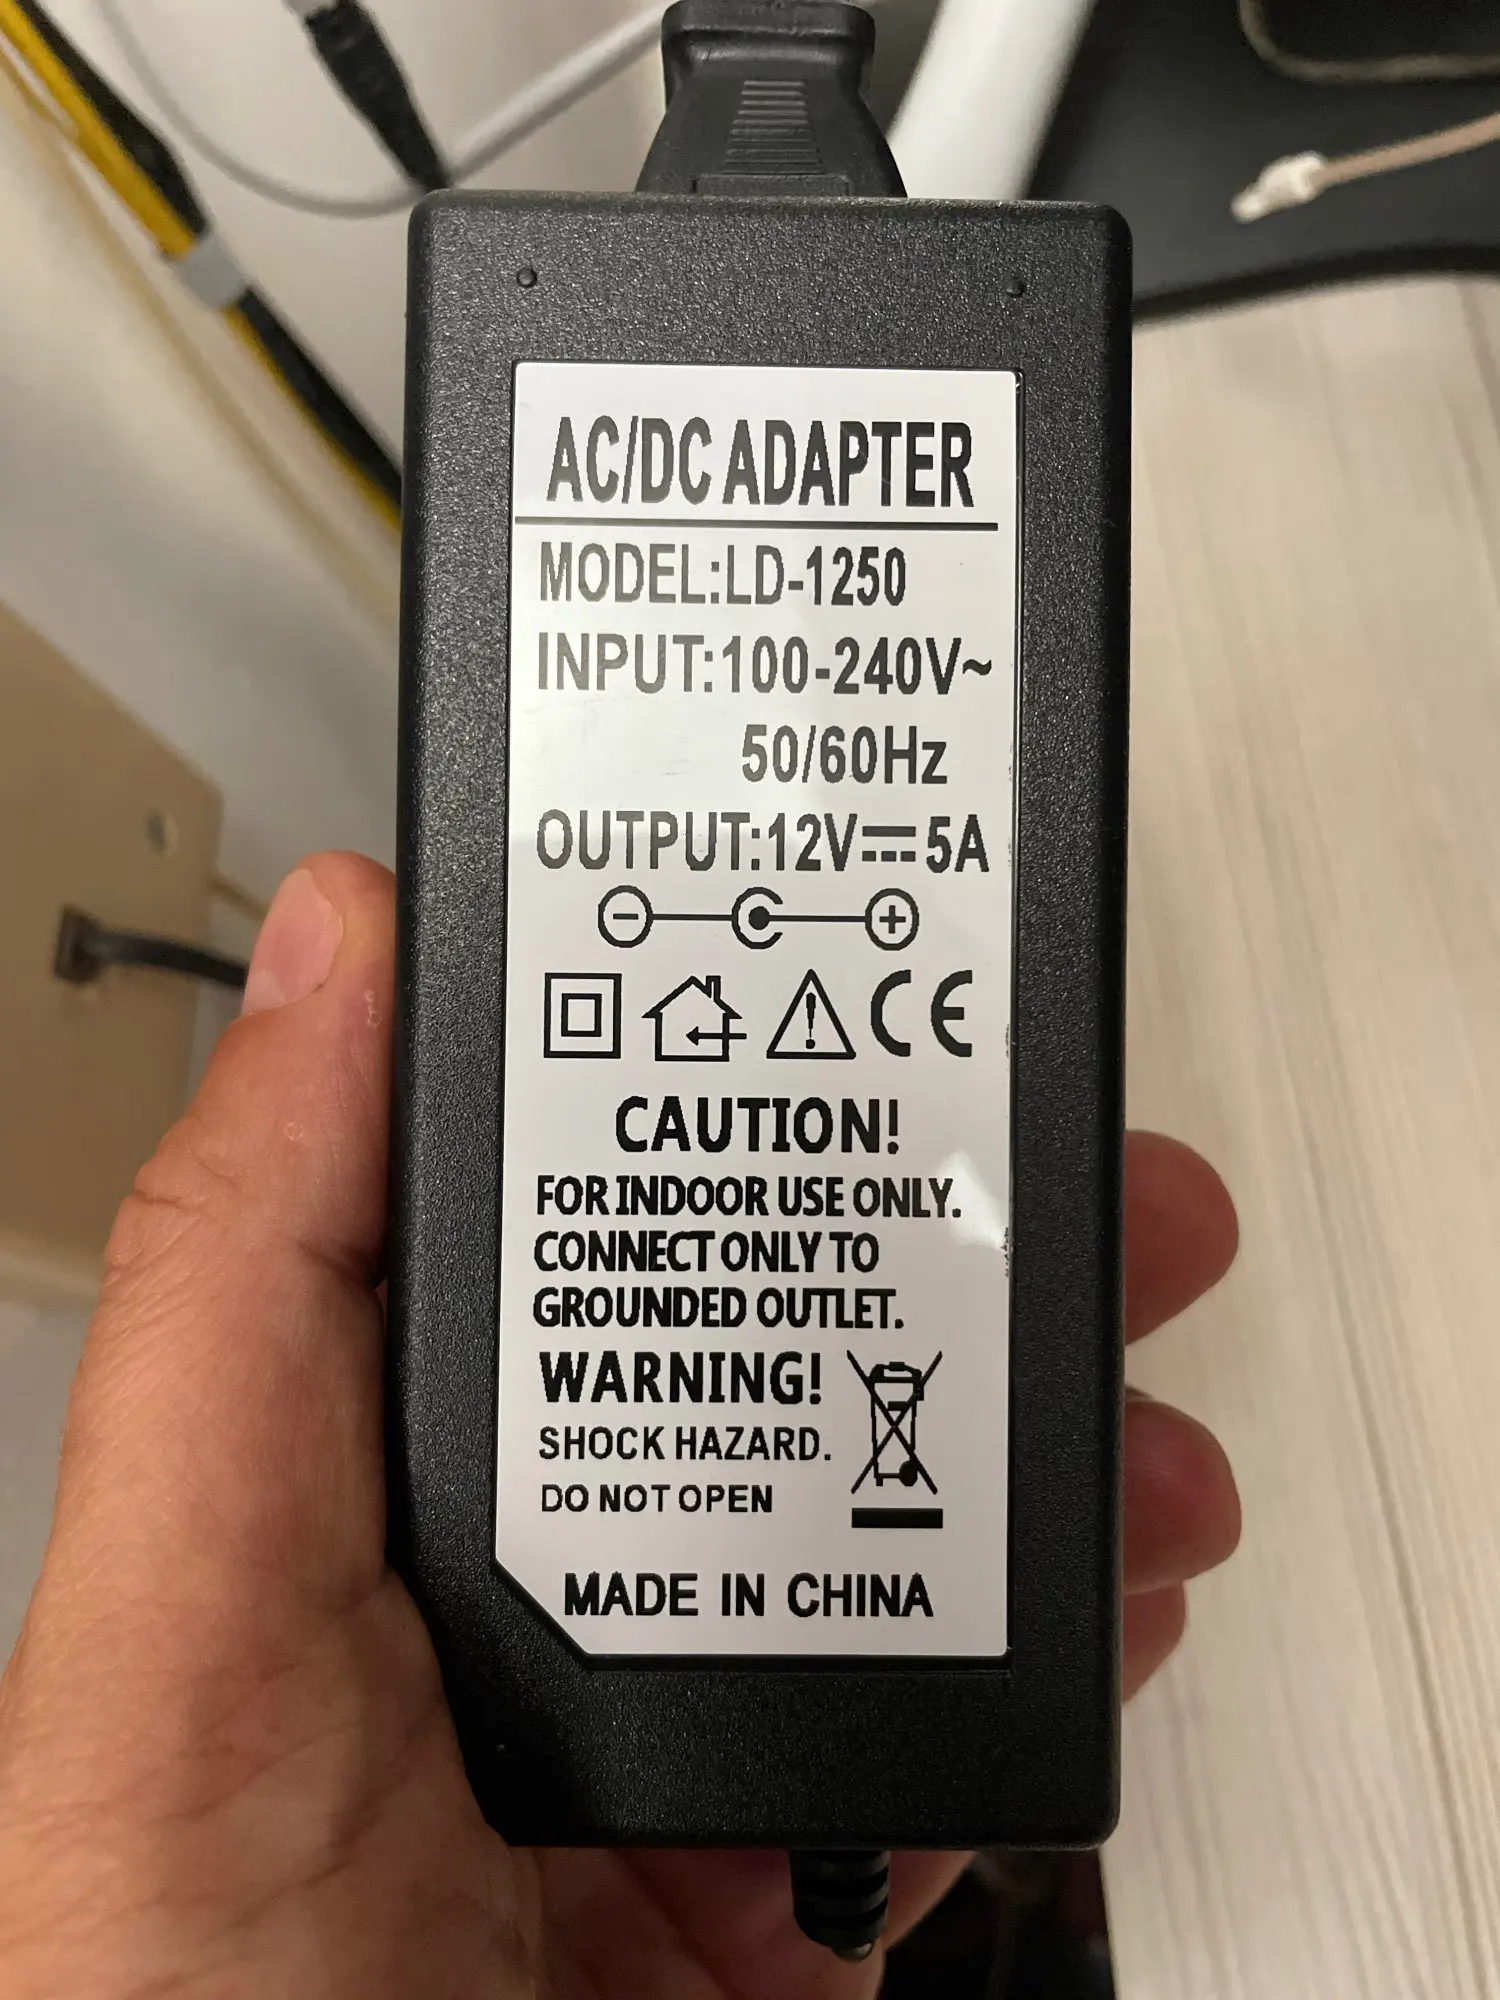 AC/DC ADAPTER
MODEL:LD-1250
INPUT:100-240V~
50/60Hz
OUTPUT:12V⎓5A
CE
CAUTION!
FOR INDOOR USE ONLY.
CONNECT ONLY TO
GROUNDED OUTLET.
WARNING!
SHOCK HAZARD.
DO NOT OPEN
MADE IN CHINA